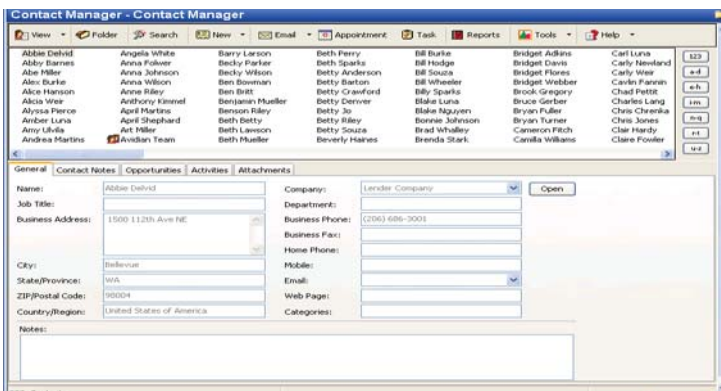 Contact Manager - Contact Manager
View Folder Search New Email Appointment Task Reports Tools Help
Abbie Delvid Angela White Barry Larson Beth Perry Bill Burke Bridget Adkins Carl Luna
Abby Barnes Anna Folwer Becky Parker Beth Sparks Bill Hodge Bridget Davis Carly Newland
Abe Miller Anna Johnson Becky Wilson Betty Anderson Bill Souza Bridget Flores Carly Weir
Alex Burke Anna Wilson Ben Bowman Betty Barton Bill Wheeler Bridget Webber Cavlin Fannin
Alice Hanson Anne Riley Ben Britt Betty Crawford Billy Sparks Brook Gregory Chad Pettit
Alicia Weir Anthony Kimmel Benjamin Mueller Betty Denver Blake Luna Bruce Gerber Charles Lang
Alyssa Pierce April Martins Benson Riley Betty Jo Blake Nguyen Bryan Fuller Chris Chrenka
Amber Luna April Shephard Beth Betty Betty Riley Bonnie Johnson Bryan Turner Chris Jones
Amy Ulvila Art Miller Beth Lawson Betty Souza Brad Whalley Cameron Fitch Clair Hardy
Andrea Martins Avidian Team Beth Mueller Beverly Haines Brenda Stark Camilla Williams Claire Fowler
123
a-d
e-h
i-m
n-q
r-t
u-z
General Contact Notes Opportunities Activities Attachments
Name: Abbie Delvid Company: Lender Company Open
Job Title: Department:
Business Address: 1500 112th Ave NE Business Phone: (206) 686-3001
Business Fax:
Home Phone:
City: Bellevue Mobile:
State/Province: WA Email:
ZIP/Postal Code: 98004 Web Page:
Country/Region: United States of America Categories:
Notes: